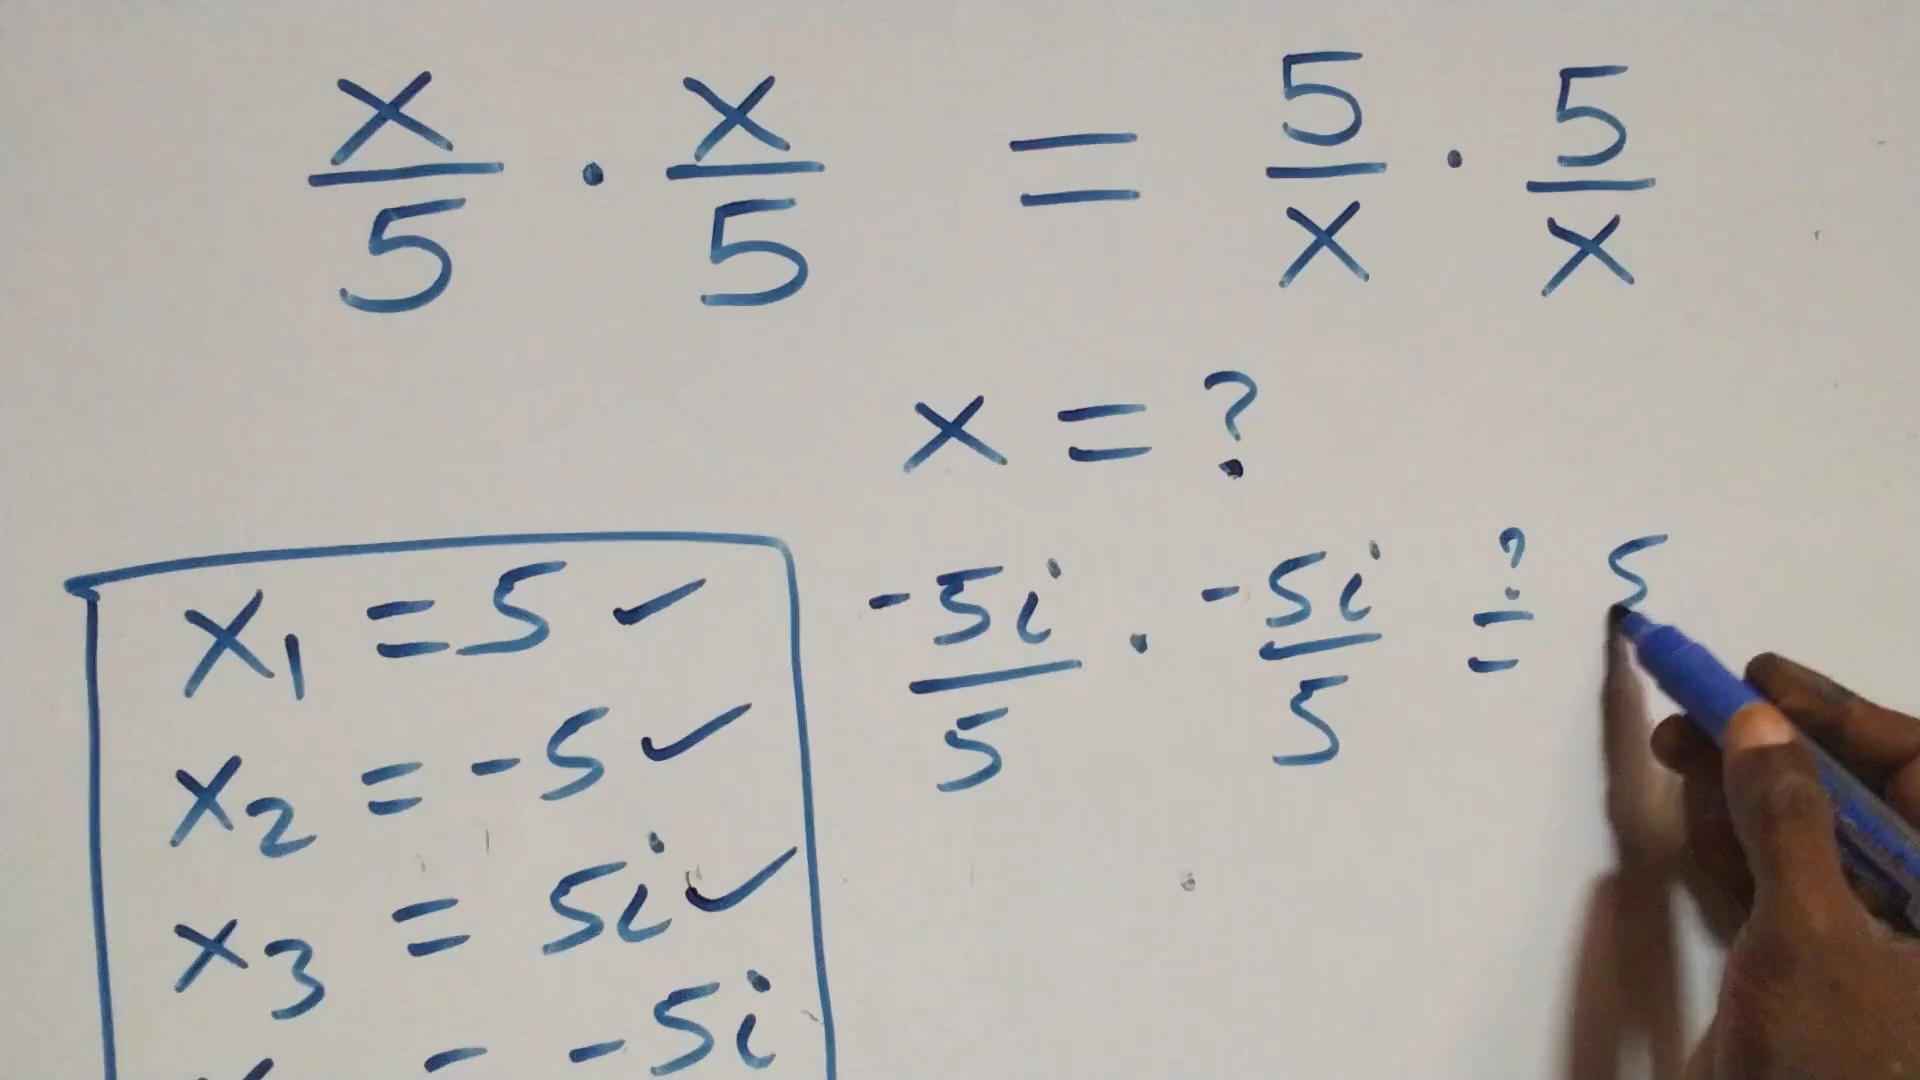 x/5 · x/5 = 5/x · 5/x
x = ?
x₁ = 5 ✓
x₂ = -5 ✓
x₃ = 5i ✓
= -5i
-5i/5 · -5i/5 ≟ 5